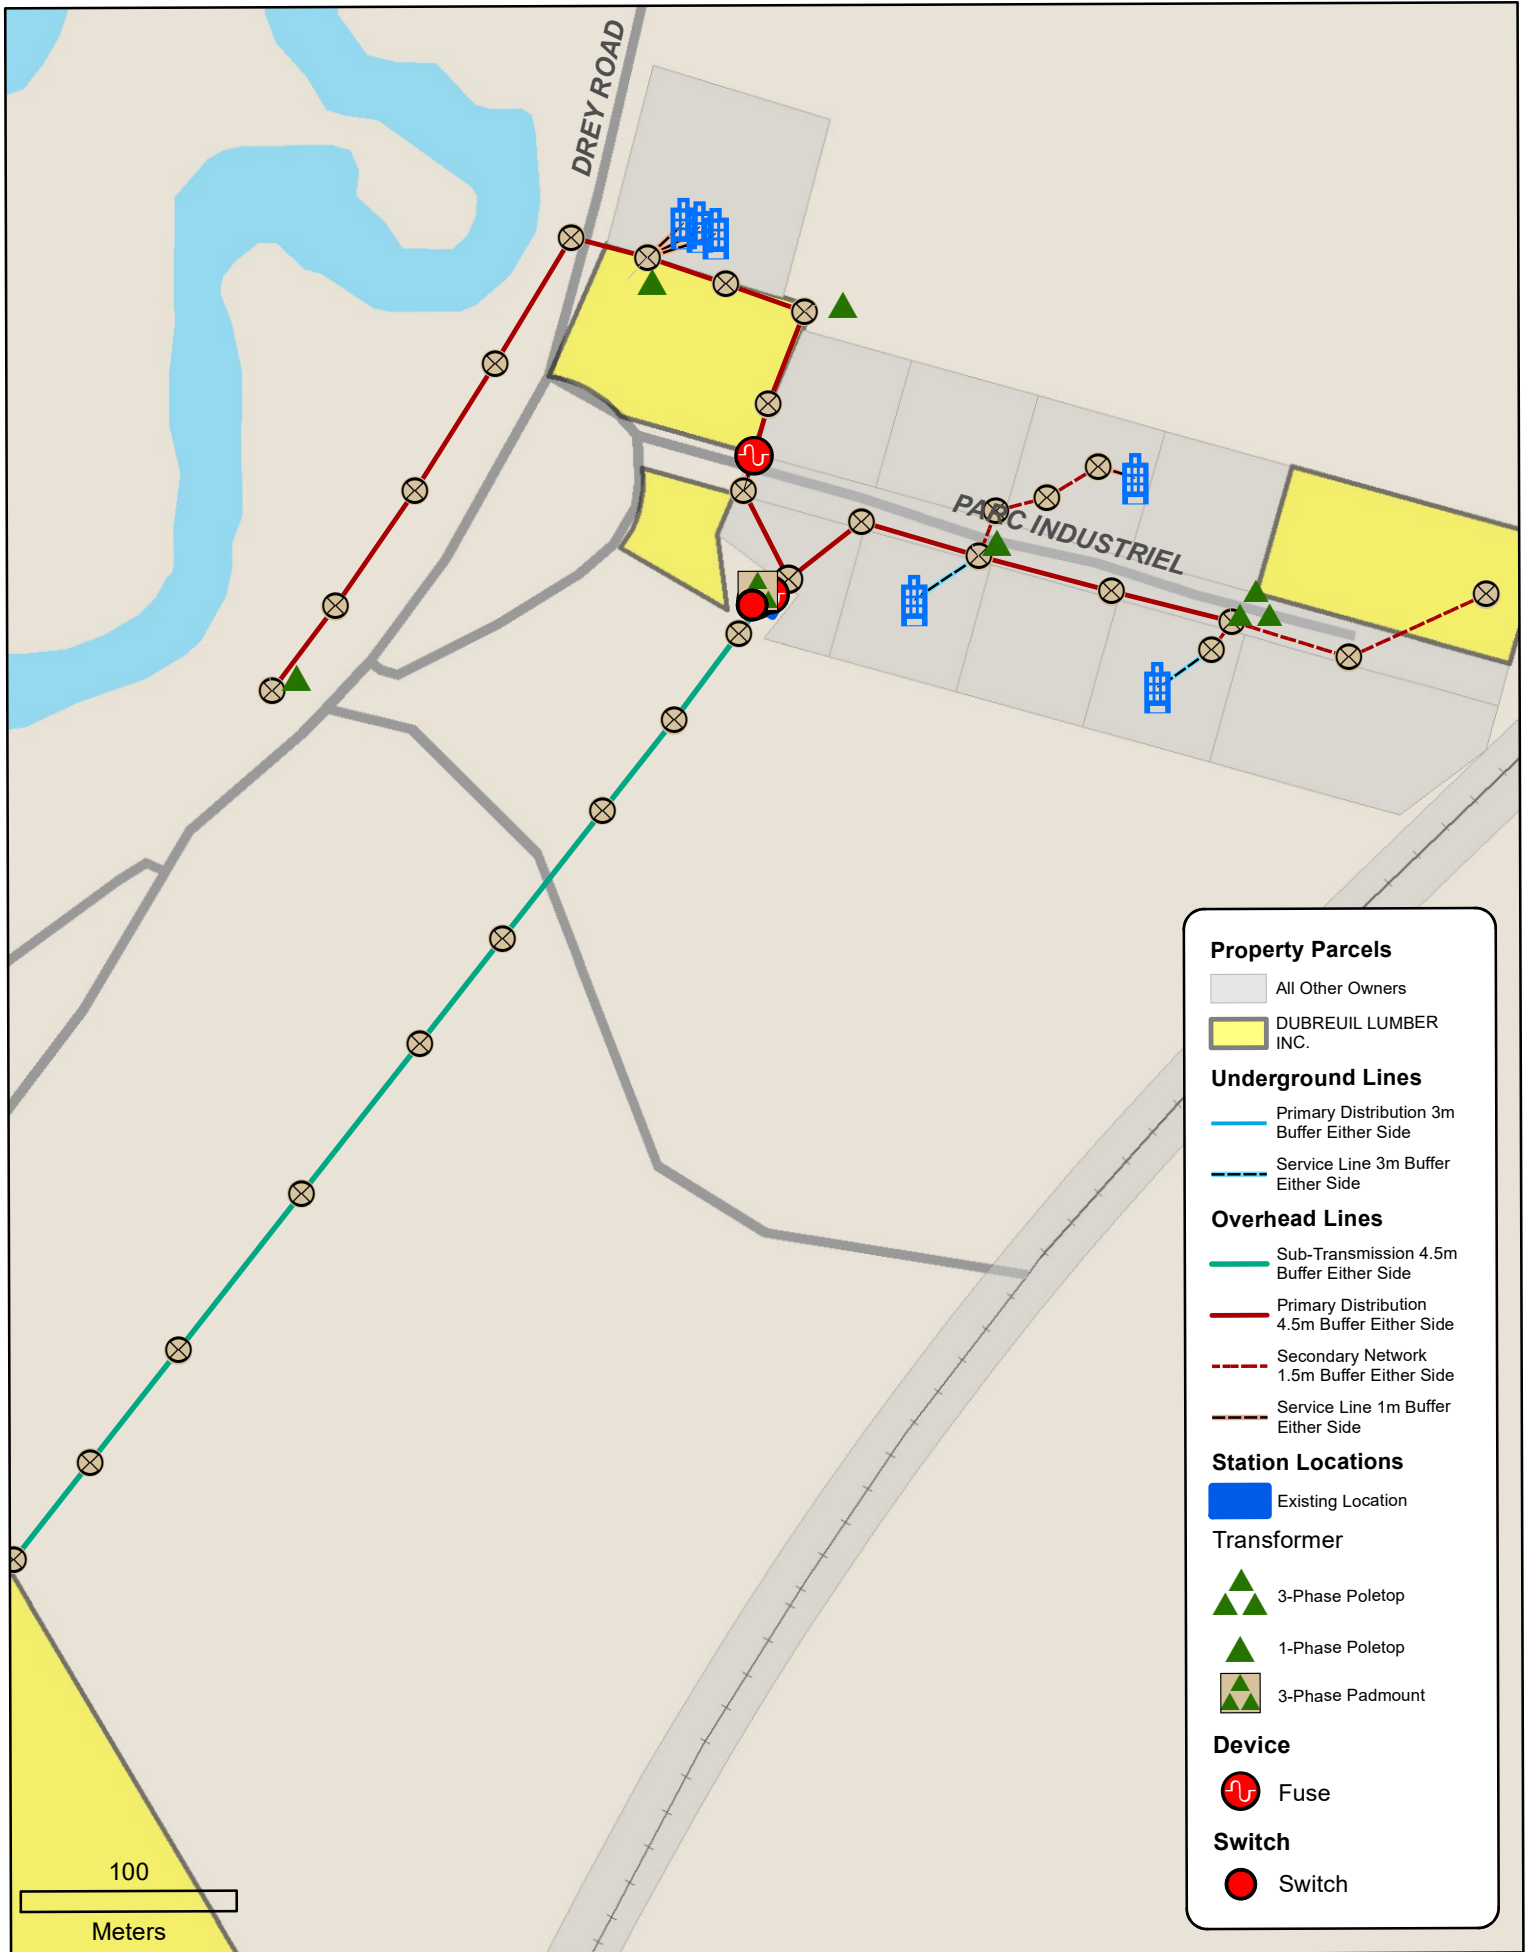 DREY ROAD
PARC INDUSTRIEL
Property Parcels
All Other Owners
DUBREUIL LUMBER
INC.
Underground Lines
Primary Distribution 3m
Buffer Either Side
Service Line 3m Buffer
Either Side
Overhead Lines
Sub-Transmission 4.5m
Buffer Either Side
Primary Distribution
4.5m Buffer Either Side
Secondary Network
1.5m Buffer Either Side
Service Line 1m Buffer
Either Side
Station Locations
Existing Location
Transformer
3-Phase Poletop
1-Phase Poletop
3-Phase Padmount
Device
Fuse
Switch
Switch
100
Meters